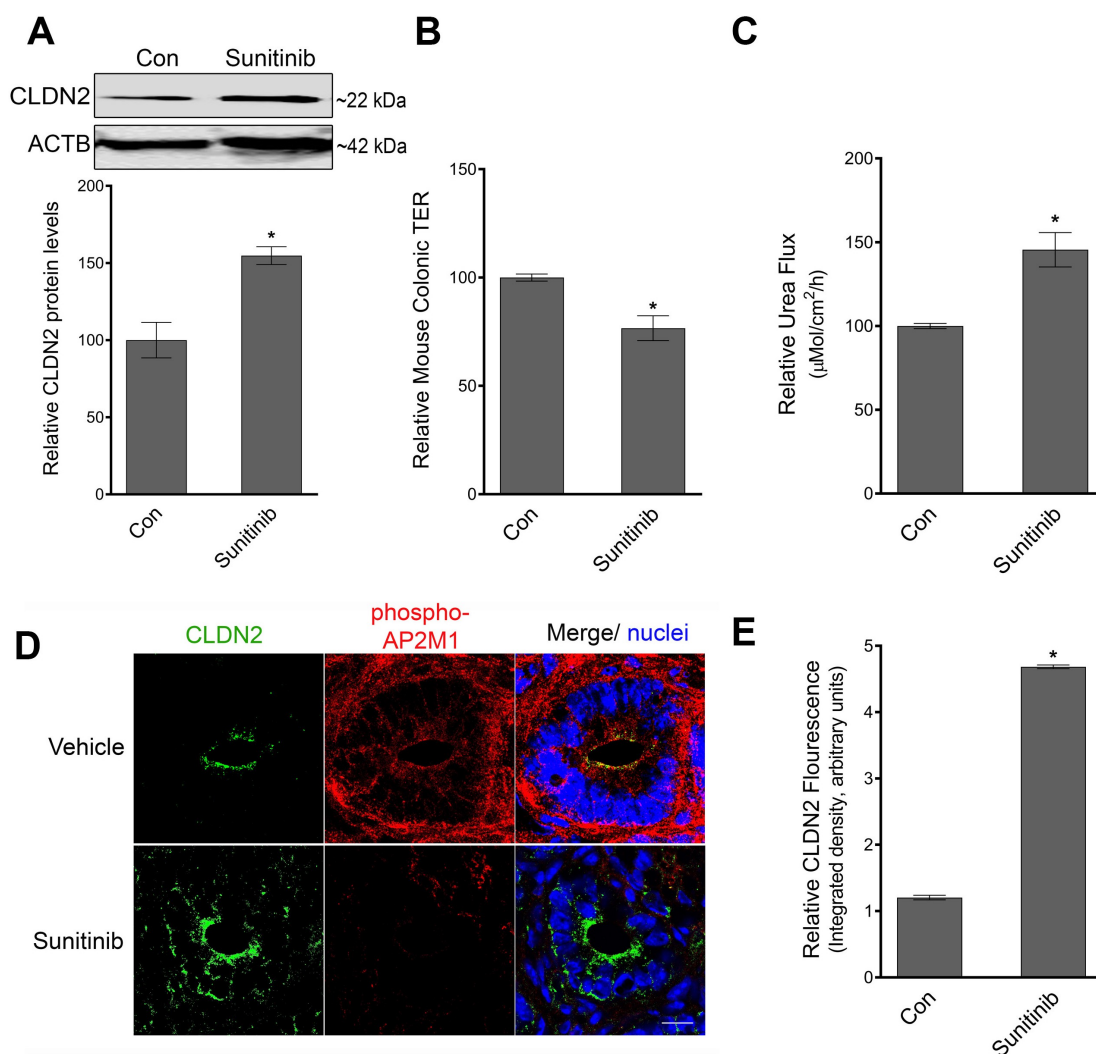 A
Con Sunitinib
CLDN2
~22 kDa
ACTB
~42 kDa
Relative CLDN2 protein levels
200
150
100
50
0
Con
Sunitinib
*
B
Relative Mouse Colonic TER
150
100
50
0
Con
Sunitinib
*
C
Relative Urea Flux
(μMol/cm²/h)
200
150
100
50
0
Con
Sunitinib
*
D
CLDN2
phospho-
AP2M1
Merge/ nuclei
Vehicle
Sunitinib
E
Relative CLDN2 Flourescence
(Integrated density, arbitrary units)
5
4
3
2
1
0
Con
Sunitinib
*